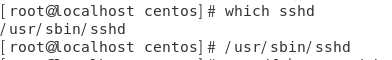 [root@localhost centos]# which sshd
/usr/sbin/sshd
[root@localhost centos]# /usr/sbin/sshd